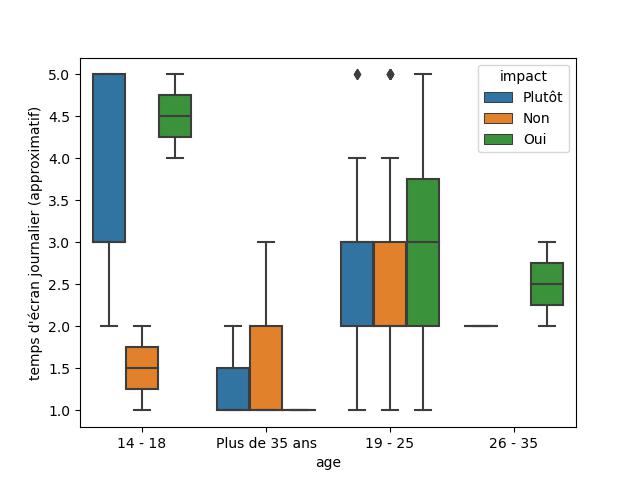 impact
Plutôt
Non
Oui
5.0
4.5
4.0
3.5
3.0
2.5
2.0
1.5
1.0
temps d'écran journalier (approximatif)
14 - 18 Plus de 35 ans 19 - 25 26 - 35
age